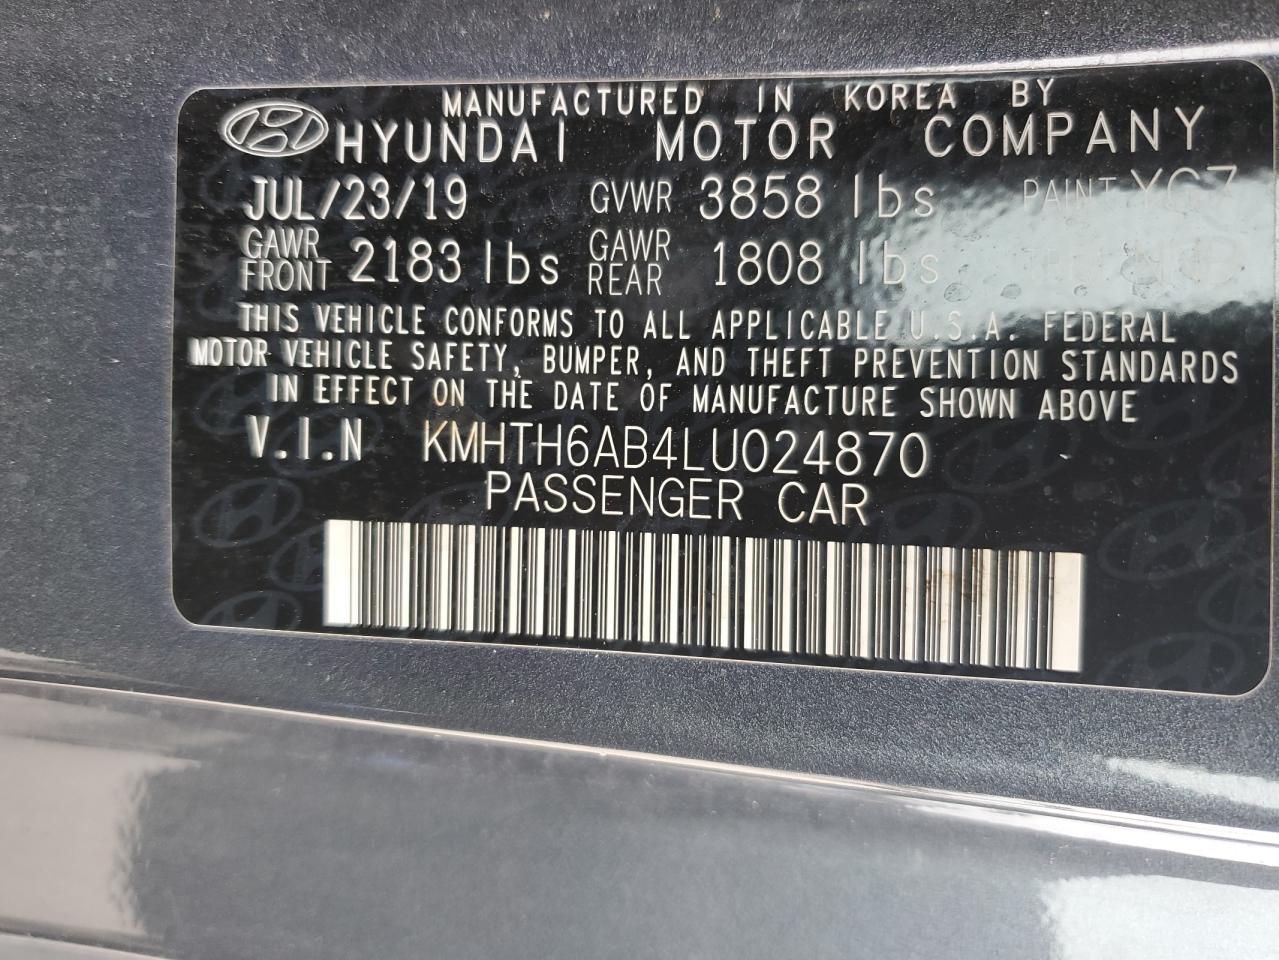 MANUFACTURED IN KOREA BY
HYUNDAI MOTOR COMPANY
JUL/23/19 GVWR 3858 lbs PAINT
GAWR FRONT 2183 lbs GAWR REAR 1808 lbs
THIS VEHICLE CONFORMS TO ALL APPLICABLE U.S.A. FEDERAL
MOTOR VEHICLE SAFETY, BUMPER, AND THEFT PREVENTION STANDARDS
IN EFFECT ON THE DATE OF MANUFACTURE SHOWN ABOVE
V.I.N KMHTH6AB4LU024870
PASSENGER CAR